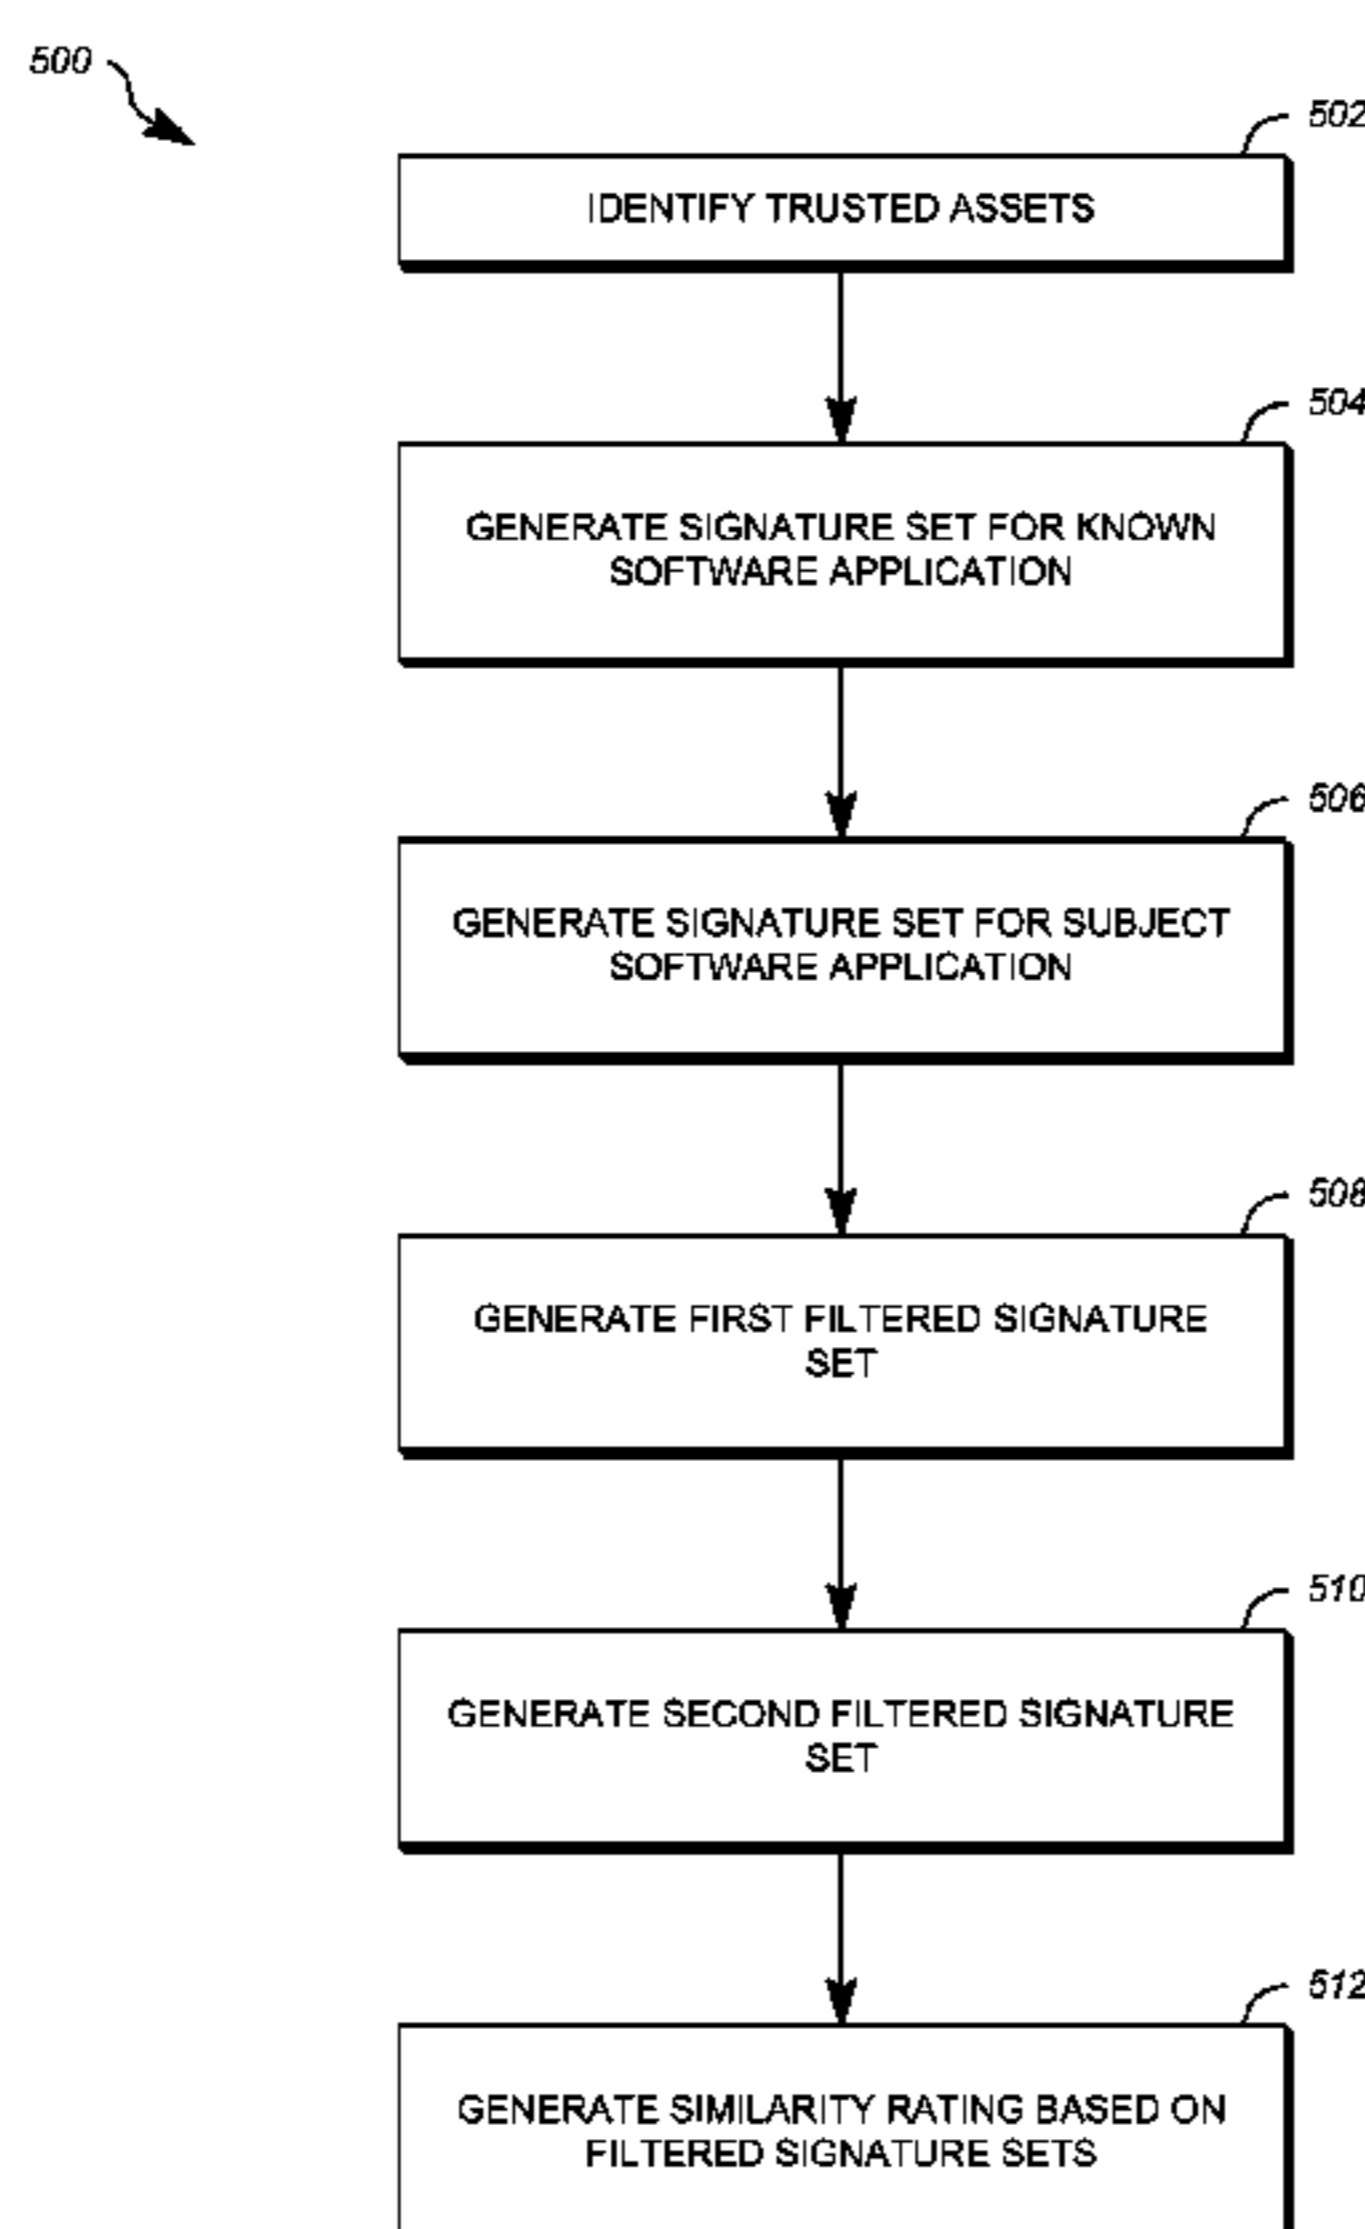 500
502
IDENTIFY TRUSTED ASSETS
504
GENERATE SIGNATURE SET FOR KNOWN
SOFTWARE APPLICATION
506
GENERATE SIGNATURE SET FOR SUBJECT
SOFTWARE APPLICATION
508
GENERATE FIRST FILTERED SIGNATURE
SET
510
GENERATE SECOND FILTERED SIGNATURE
SET
512
GENERATE SIMILARITY RATING BASED ON
FILTERED SIGNATURE SETS